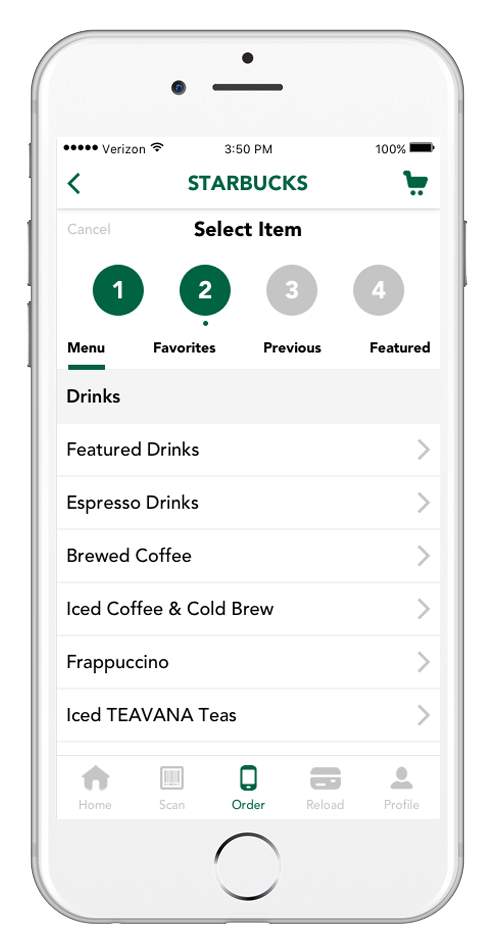 Verizon 3:50 PM 100%
STARBUCKS
Cancel Select Item
1 2 3 4
Menu Favorites Previous Featured
Drinks
Featured Drinks
Espresso Drinks
Brewed Coffee
Iced Coffee & Cold Brew
Frappuccino
Iced TEAVANA Teas
Home Scan Order Reload Profile